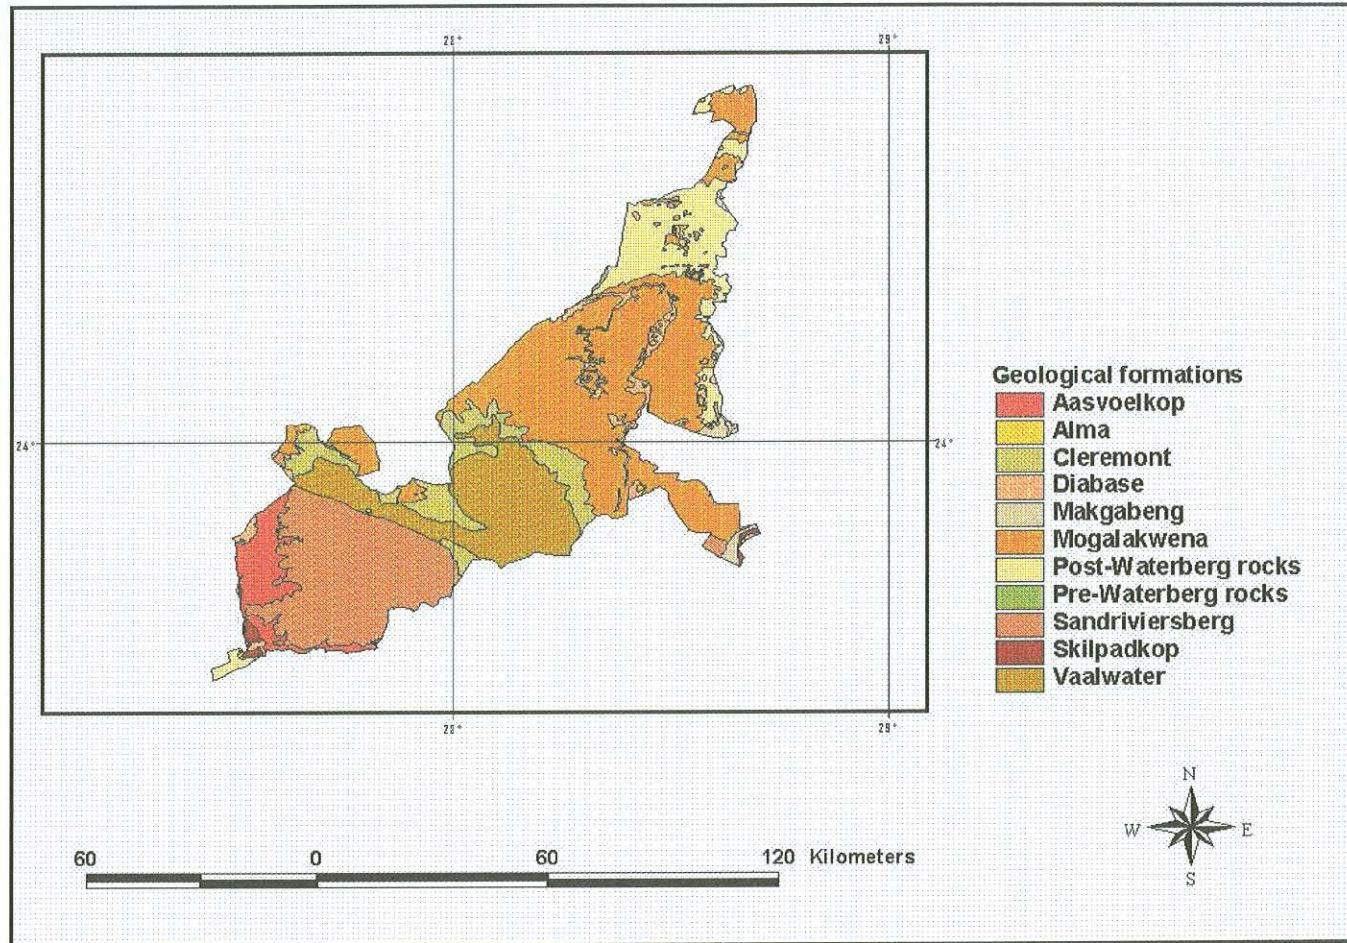 28° 29°
24° 24°
Geological formations
Aasvoelkop
Alma
Cleremont
Diabase
Makgabeng
Mogalakwena
Post-Waterberg rocks
Pre-Waterberg rocks
Sandriviersberg
Skilpadkop
Vaalwater
28° 29°
N
W E
S
60 0 60 120 Kilometers